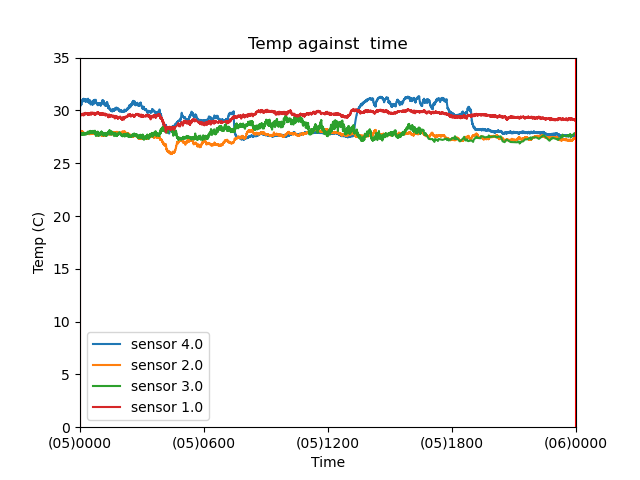 Temp against  time
Temp (C)
35
30
25
20
15
10
5
0
sensor 4.0
sensor 2.0
sensor 3.0
sensor 1.0
(05)0000 (05)0600 (05)1200 (05)1800 (06)0000
Time